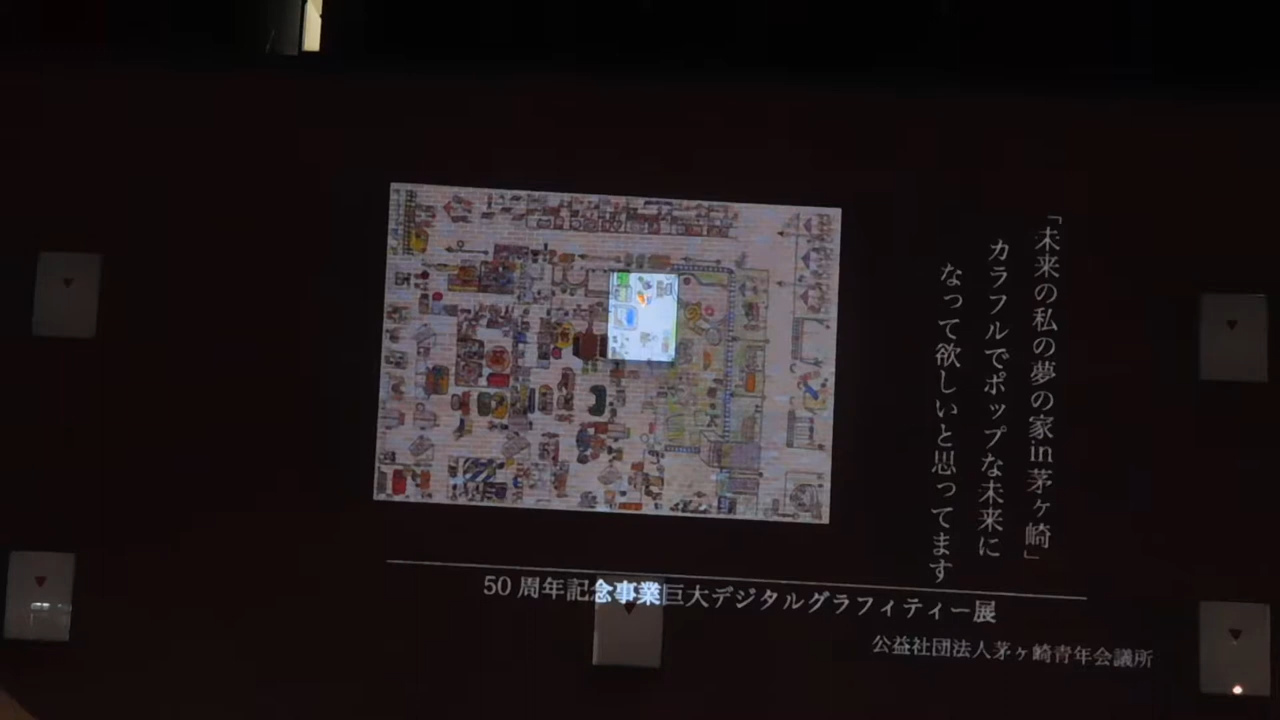 「未来の私の夢の家in茅ヶ崎」
カラフルでポップな未来に
なって欲しいと思ってます
50周年記念事業巨大デジタルグラフィティー展
公益社団法人茅ヶ崎青年会議所